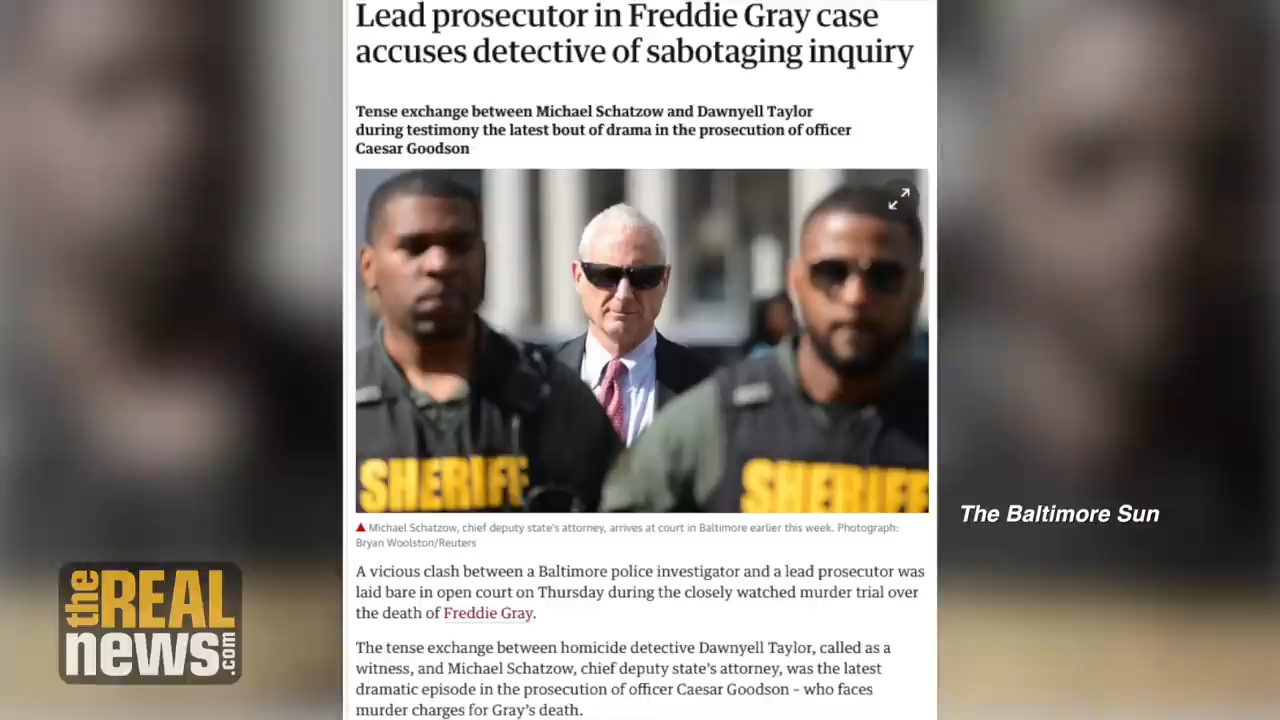 Lead prosecutor in Freddie Gray case
accuses detective of sabotaging inquiry
Tense exchange between Michael Schatzow and Dawnyell Taylor
during testimony the latest bout of drama in the prosecution of officer
Caesar Goodson
SHERIFF
SHERIFF
Michael Schatzow, chief deputy state's attorney, arrives at court in Baltimore earlier this week. Photograph:
Bryan Woolston/Reuters
The Baltimore Sun
A vicious clash between a Baltimore police investigator and a lead prosecutor was
laid bare in open court on Thursday during the closely watched murder trial over
the death of Freddie Gray.
The tense exchange between homicide detective Dawnyell Taylor, called as a
witness, and Michael Schatzow, chief deputy state's attorney, was the latest
dramatic episode in the prosecution of officer Caesar Goodson – who faces
murder charges for Gray's death.
the REAL
news.com